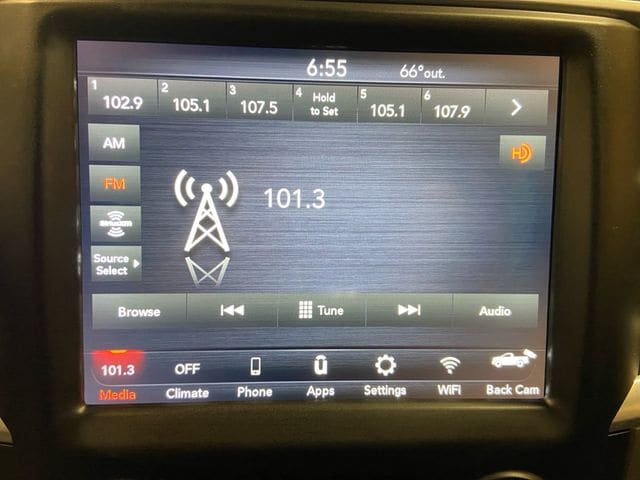 6:55 66°out.
1 102.9 2 105.1 3 107.5 4 Hold to Set 5 105.1 6 107.9
AM
HD
FM
101.3
siriusxm
Source
Select
Browse Tune Audio
101.3 OFF
Media Climate Phone Apps Settings WiFi Back Cam